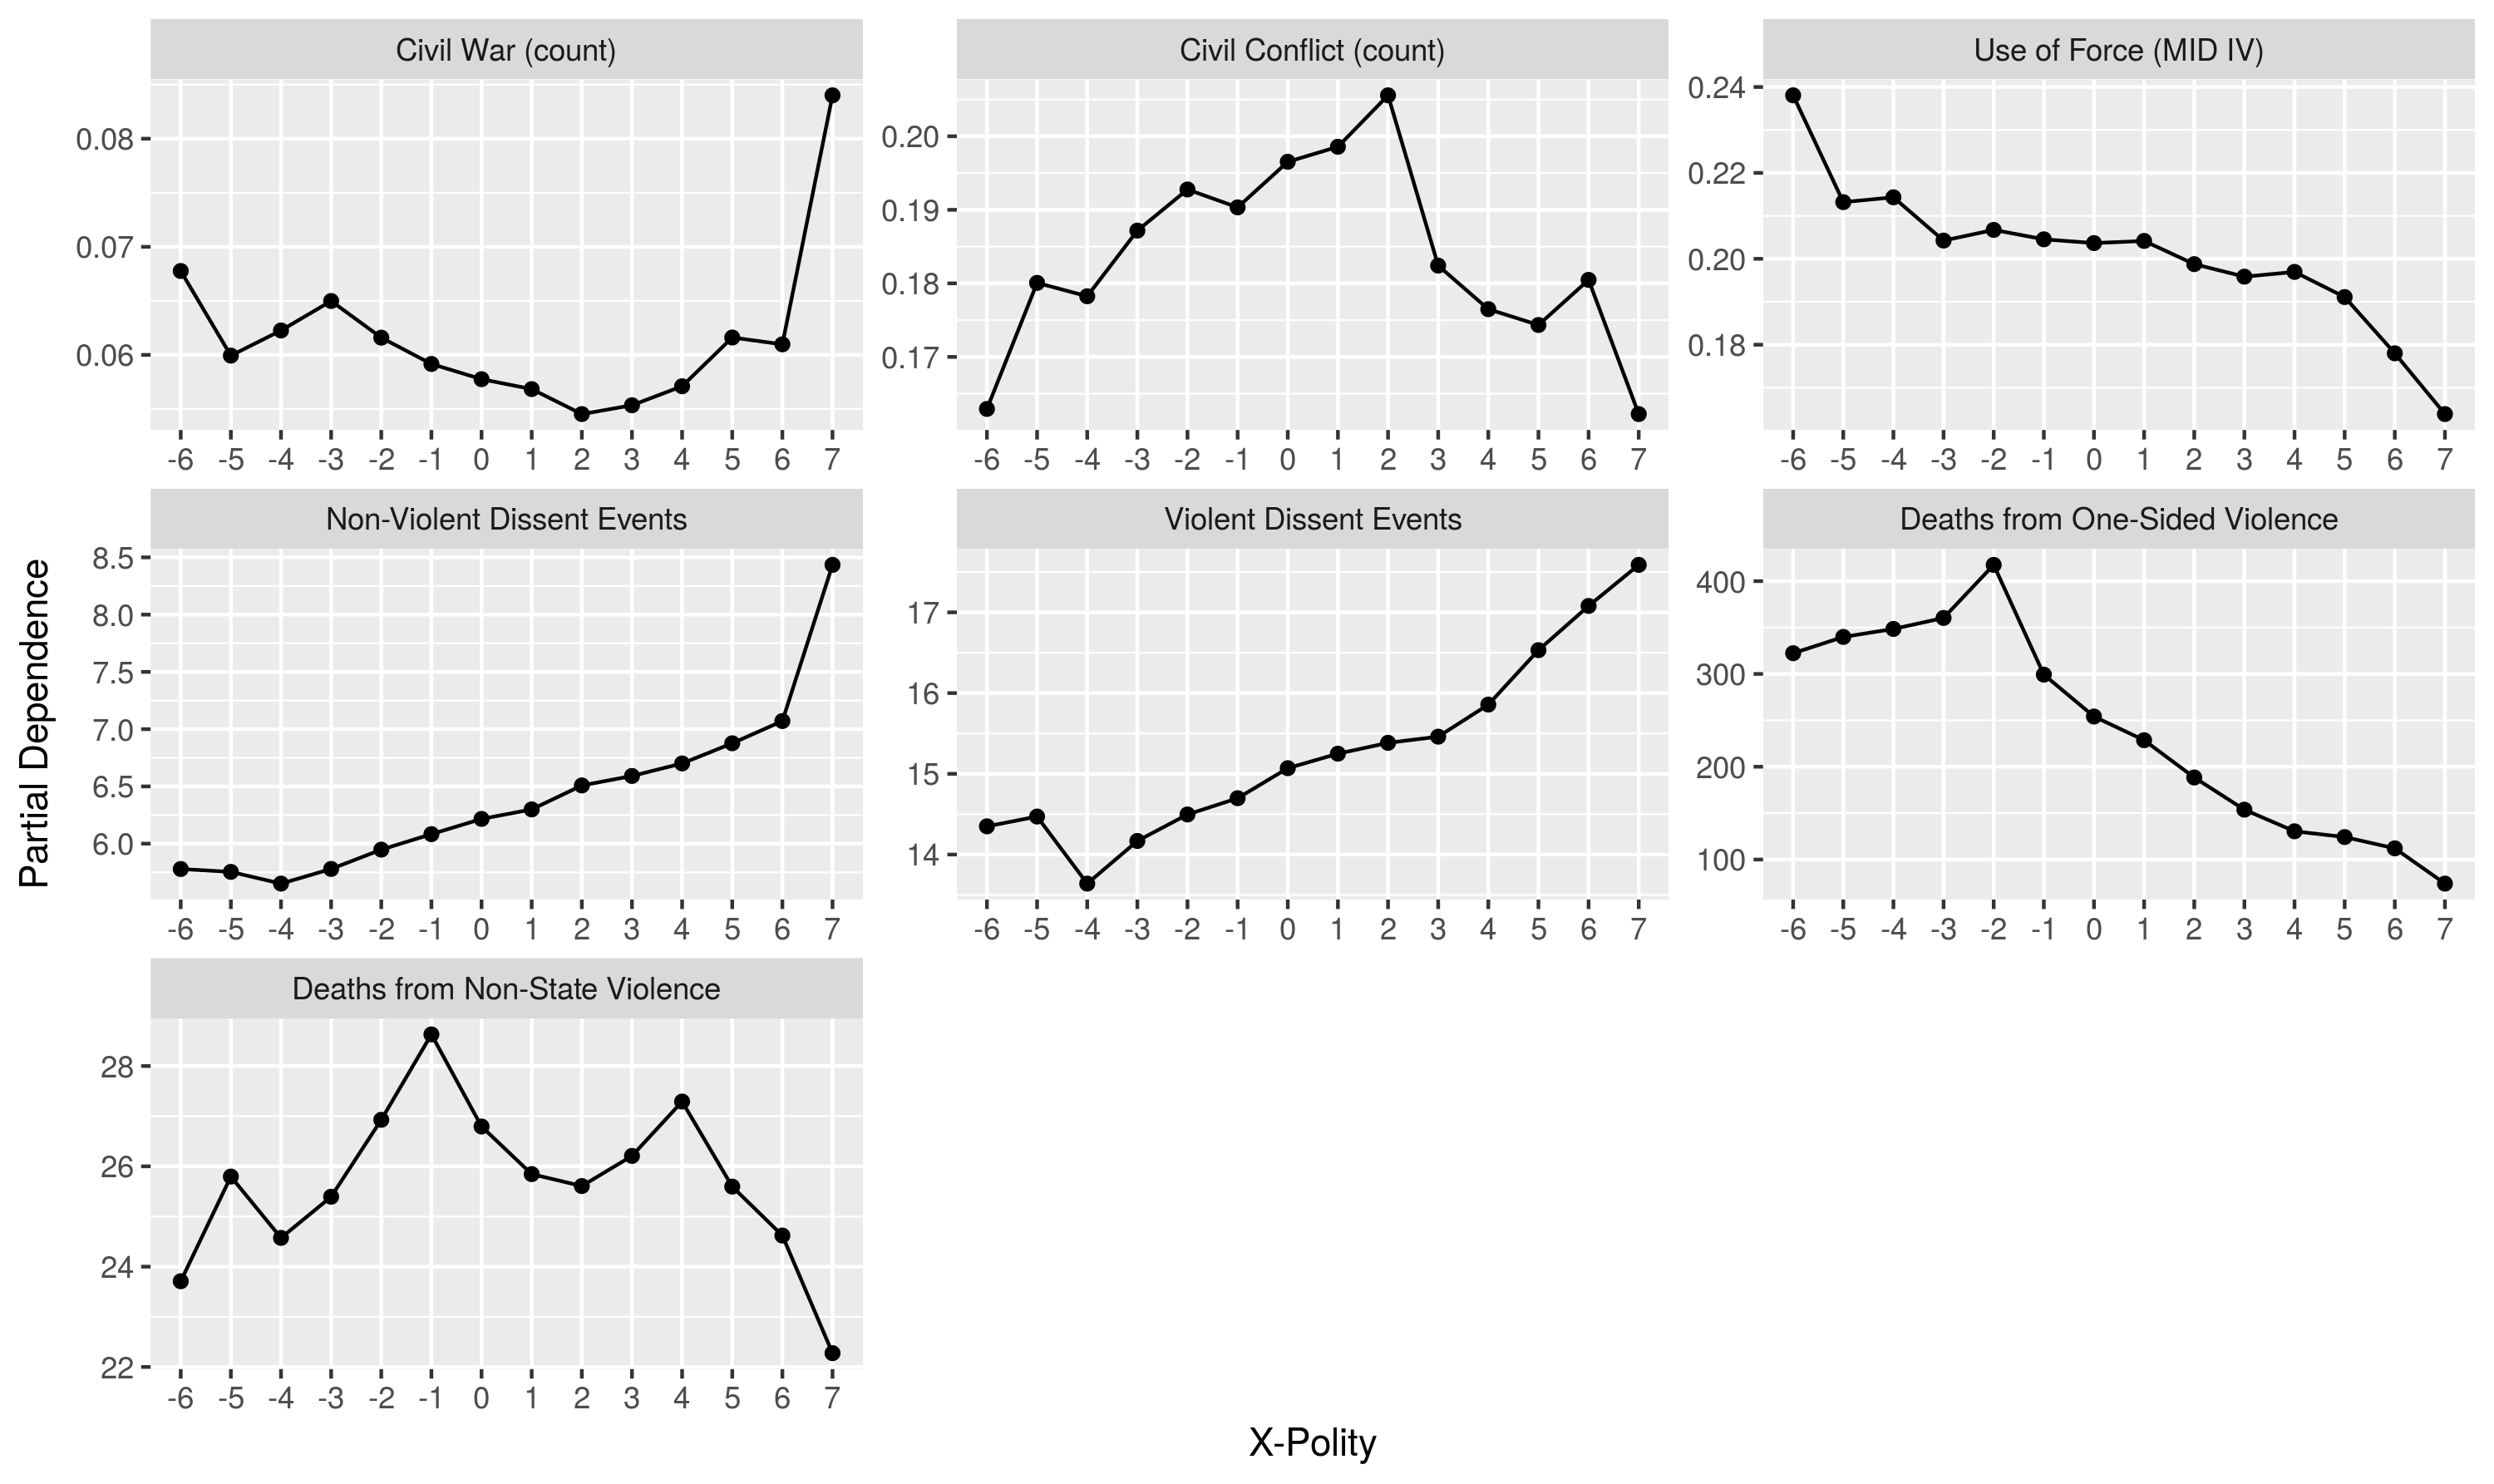 Civil War (count)
Civil Conflict (count)
Use of Force (MID IV)
0.08
0.07
0.06
0.20
0.19
0.18
0.17
0.24
0.22
0.20
0.18
-6 -5 -4 -3 -2 -1 0 1 2 3 4 5 6 7
-6 -5 -4 -3 -2 -1 0 1 2 3 4 5 6 7
-6 -5 -4 -3 -2 -1 0 1 2 3 4 5 6 7
Non-Violent Dissent Events
Violent Dissent Events
Deaths from One-Sided Violence
8.5
8.0
7.5
7.0
6.5
6.0
17
16
15
14
400
300
200
100
-6 -5 -4 -3 -2 -1 0 1 2 3 4 5 6 7
-6 -5 -4 -3 -2 -1 0 1 2 3 4 5 6 7
-6 -5 -4 -3 -2 -1 0 1 2 3 4 5 6 7
Deaths from Non-State Violence
28
26
24
22
-6 -5 -4 -3 -2 -1 0 1 2 3 4 5 6 7
Partial Dependence
X-Polity